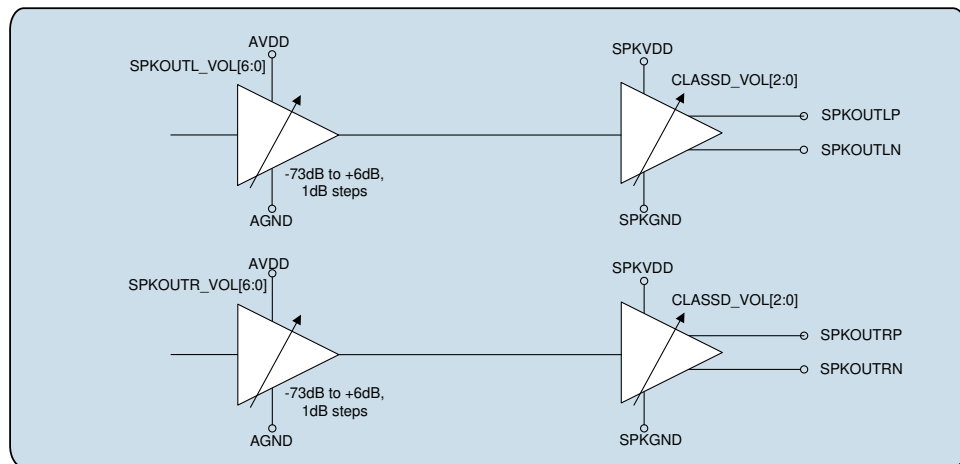 AVDD
SPKVDD
SPKOUTL_VOL[6:0]
CLASSD_VOL[2:0]
SPKOUTLP
SPKOUTLN
-73dB to +6dB,
1dB steps
AGND
SPKGND
AVDD
SPKVDD
SPKOUTR_VOL[6:0]
CLASSD_VOL[2:0]
SPKOUTRP
SPKOUTRN
-73dB to +6dB,
1dB steps
AGND
SPKGND